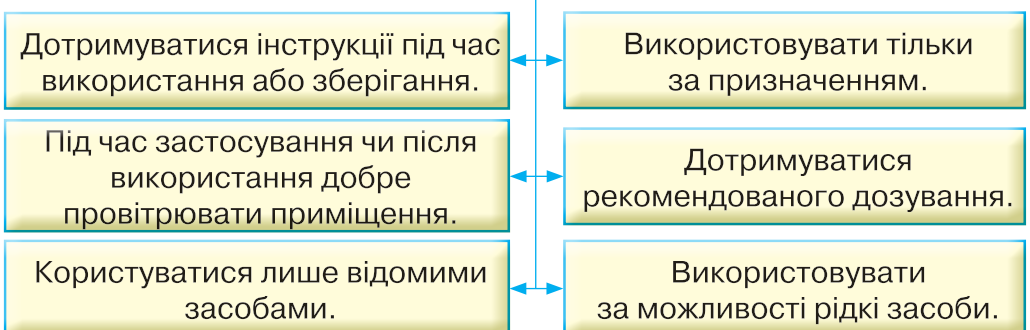 Дотримуватися інструкції під час
використання або зберігання.
Використовувати тільки
за призначенням.
Під час застосування чи після
використання добре
провітрювати приміщення.
Дотримуватися
рекомендованого дозування.
Користуватися лише відомими
засобами.
Використовувати
за можливості рідкі засоби.